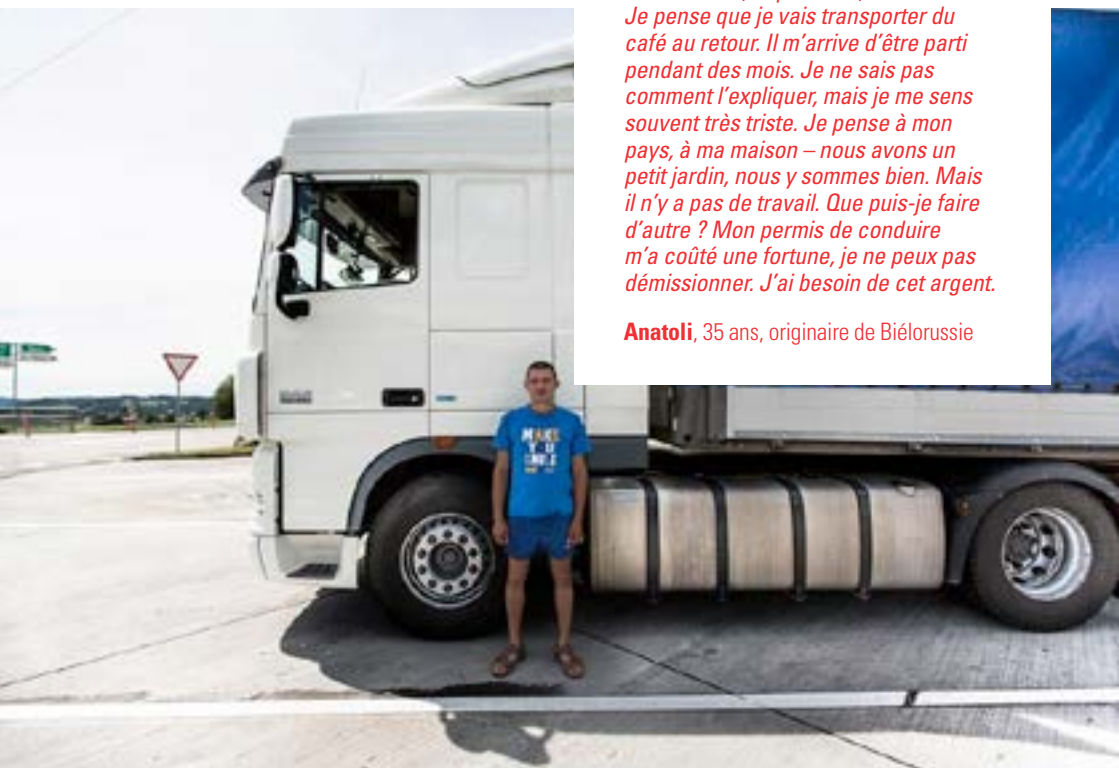 Je pense que je vais transporter du
café au retour. Il m’arrive d’être parti
pendant des mois. Je ne sais pas
comment l’expliquer, mais je me sens
souvent très triste. Je pense à mon
pays, à ma maison – nous avons un
petit jardin, nous y sommes bien. Mais
il n’y a pas de travail. Que puis-je faire
d’autre ? Mon permis de conduire
m’a coûté une fortune, je ne peux pas
démissionner. J’ai besoin de cet argent.
Anatoli, 35 ans, originaire de Biélorussie
MAKE
YOU
SMILE